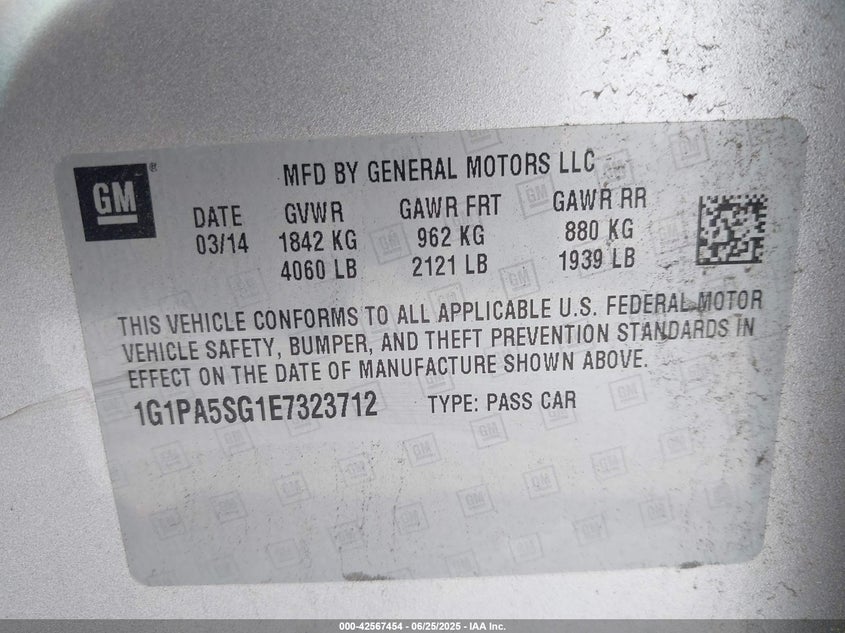 GM ®
MFD BY GENERAL MOTORS LLC
DATE GVWR GAWR FRT GAWR RR
03/14 1842 KG 962 KG 880 KG
4060 LB 2121 LB 1939 LB
THIS VEHICLE CONFORMS TO ALL APPLICABLE U.S. FEDERAL MOTOR
VEHICLE SAFETY, BUMPER, AND THEFT PREVENTION STANDARDS IN
EFFECT ON THE DATE OF MANUFACTURE SHOWN ABOVE.
1G1PA5SG1E7323712 TYPE: PASS CAR
000-42567454 - 06/25/2025 - IAA Inc.